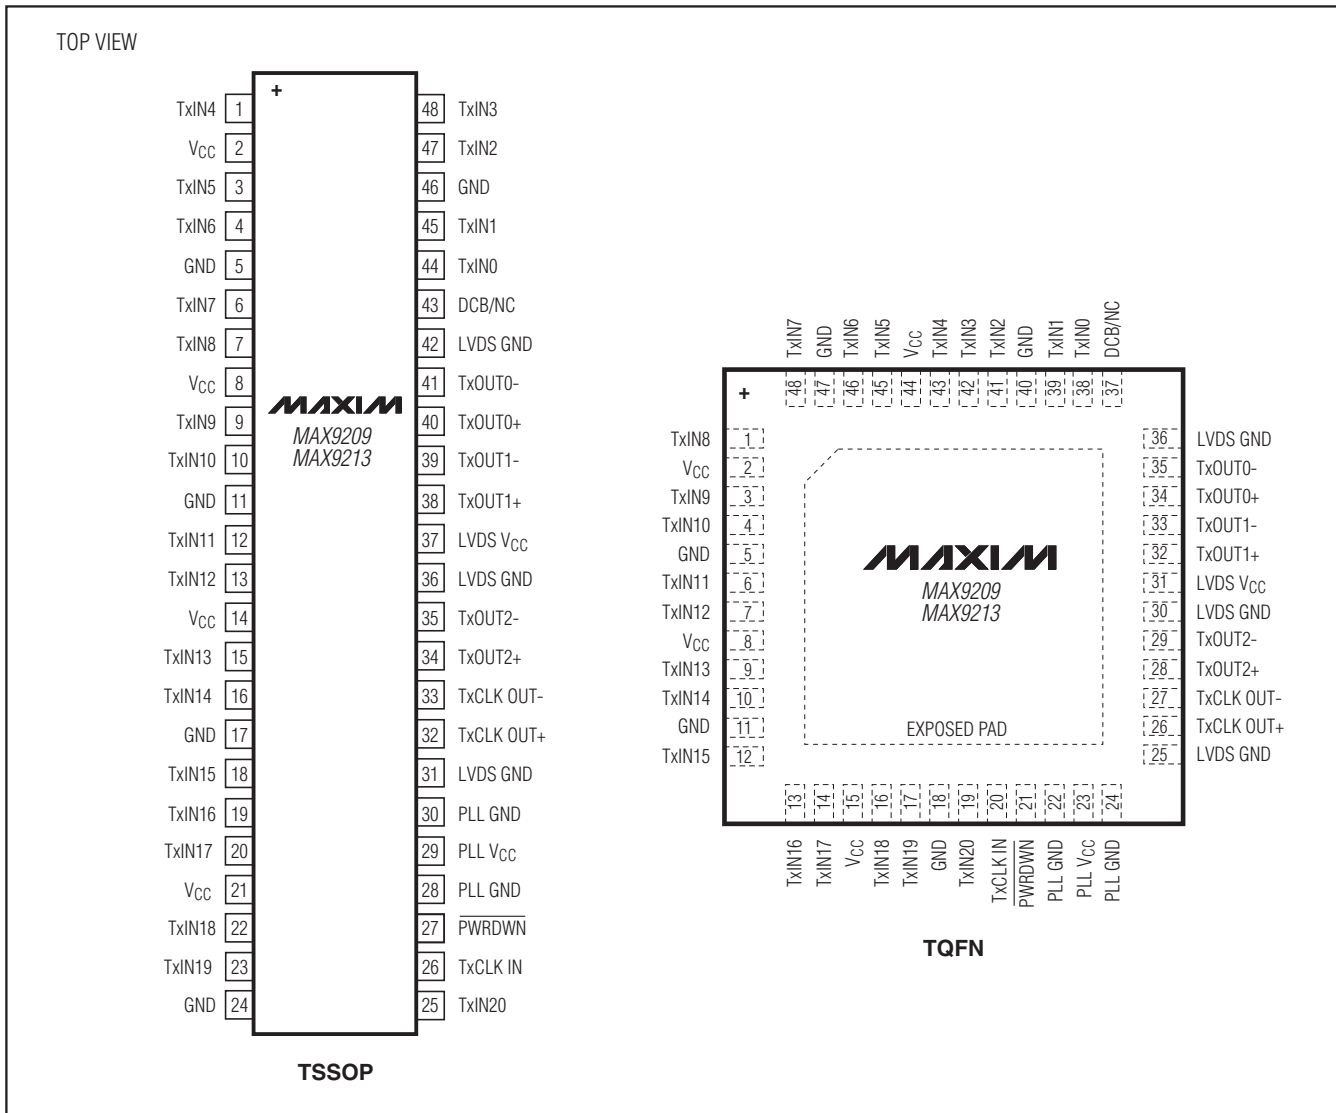 TOP VIEW
+
TxIN4 1
VCC 2
TxIN5 3
TxIN6 4
GND 5
TxIN7 6
TxIN8 7
VCC 8
TxIN9 9
TxIN10 10
GND 11
TxIN11 12
TxIN12 13
VCC 14
TxIN13 15
TxIN14 16
GND 17
TxIN15 18
TxIN16 19
TxIN17 20
VCC 21
TxIN18 22
TxIN19 23
GND 24
MAXIM
MAX9209
MAX9213
48 TxIN3
47 TxIN2
46 GND
45 TxIN1
44 TxIN0
43 DCB/NC
42 LVDS GND
41 TxOUT0-
40 TxOUT0+
39 TxOUT1-
38 TxOUT1+
37 LVDS VCC
36 LVDS GND
35 TxOUT2-
34 TxOUT2+
33 TxCLK OUT-
32 TxCLK OUT+
31 LVDS GND
30 PLL GND
29 PLL VCC
28 PLL GND
27 PWRDWN
26 TxCLK IN
25 TxIN20
TSSOP
TxIN7 48
GND 47
TxIN6 46
TxIN5 45
VCC 44
TxIN4 43
TxIN3 42
TxIN2 41
GND 40
TxIN1 39
TxIN0 38
DCB/NC 37
+
TxIN8 1
VCC 2
TxIN9 3
TxIN10 4
GND 5
TxIN11 6
TxIN12 7
VCC 8
TxIN13 9
TxIN14 10
GND 11
TxIN15 12
MAXIM
MAX9209
MAX9213
EXPOSED PAD
36 LVDS GND
35 TxOUT0-
34 TxOUT0+
33 TxOUT1-
32 TxOUT1+
31 LVDS VCC
30 LVDS GND
29 TxOUT2-
28 TxOUT2+
27 TxCLK OUT-
26 TxCLK OUT+
25 LVDS GND
13 TxIN16
14 TxIN17
15 VCC
16 TxIN18
17 TxIN19
18 GND
19 TxIN20
20 TxCLK IN
21 PWRDWN
22 PLL GND
23 PLL VCC
24 PLL GND
TQFN